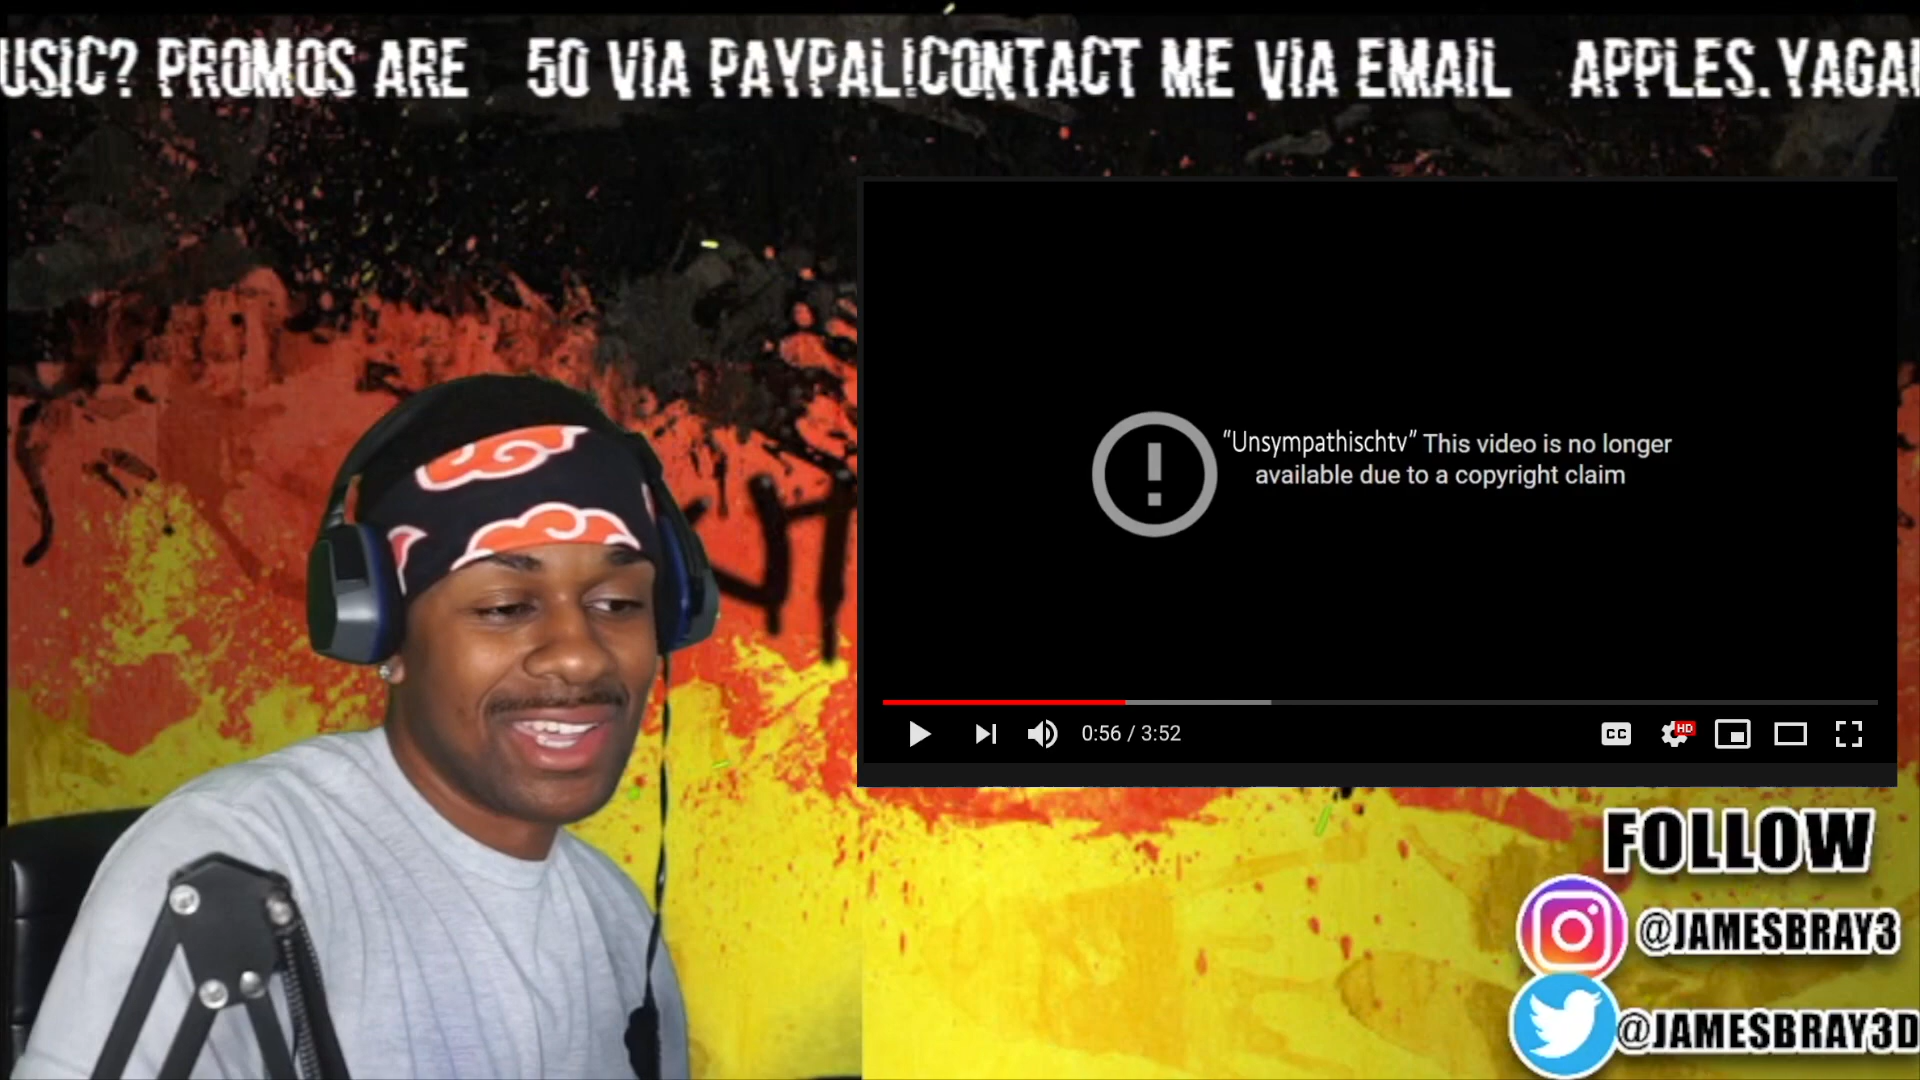 USIC? PROMOS ARE 50 VIA PAYPAL!CONTACT ME VIA EMAIL APPLES.YAGAI
“Unsympathischtv” This video is no longer
available due to a copyright claim
0:56 / 3:52
CC
HD
FOLLOW
@JAMESBRAY3
@JAMESBRAY3D